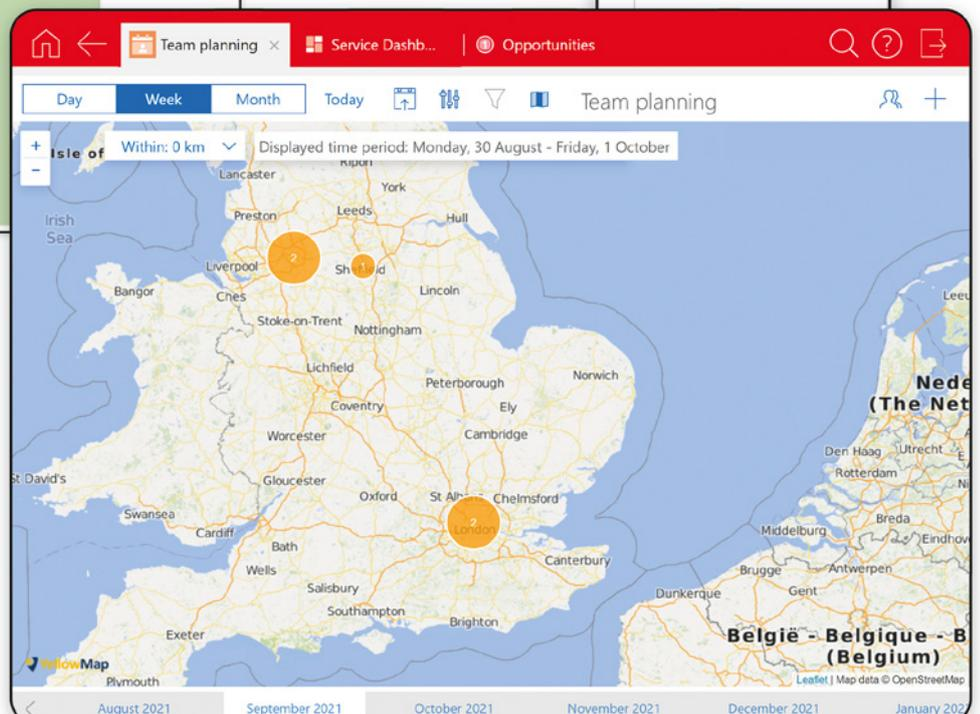 Team planning × Service Dashb... Opportunities
Day Week Month Today Team planning
+ Isle of Within: 0 km Displayed time period: Monday, 30 August - Friday, 1 October
−
Ripon
Lancaster
York
Irish
Sea
Preston Leeds Hull
2
Liverpool Sheffield
Bangor Ches Lincoln Leeu
Stoke-on-Trent
Nottingham
Lichfield
Peterborough Norwich
Nede
(The Net
Coventry Ely
Worcester Cambridge
Den Haag Utrecht
Rotterdam
St David's Gloucester
Oxford St Albans Chelmsford Ni
Swansea Breda
2
London
Cardiff Middelburg Eindhov
Bath
Wells Canterbury Brugge Antwerpen
Salisbury Dunkerque Gent
Southampton
Brighton
Exeter België - Belgique - B
(Belgium)
YellowMap
Plymouth Leaflet | Map data © OpenStreetMap
August 2021 September 2021 October 2021 November 2021 December 2021 January 202